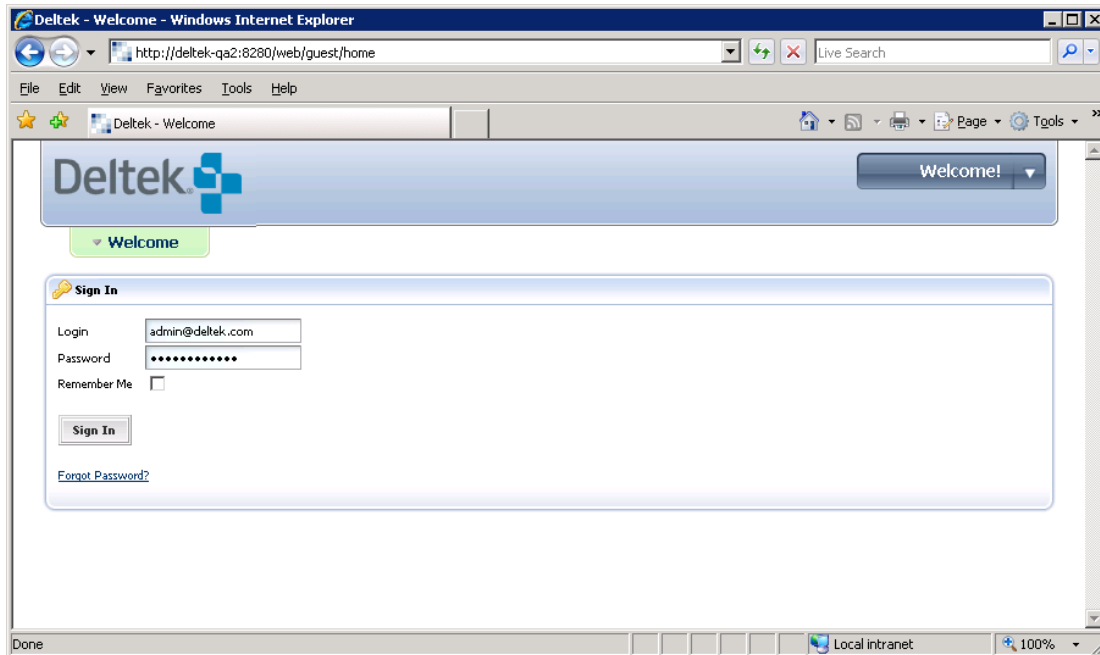 Deltek - Welcome - Windows Internet Explorer
http://deltek-qa2:8280/web/guest/home
Live Search
File Edit View Favorites Tools Help
Deltek - Welcome
Page Tools »
Deltek
Welcome!
Welcome
Sign In
Login admin@deltek.com
Password ••••••••••••
Remember Me
Sign In
Forgot Password?
Done Local intranet 100%